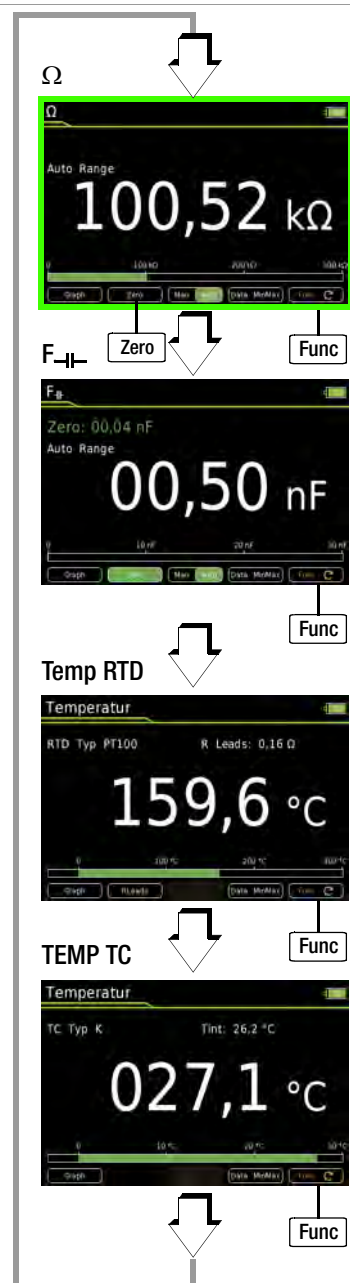 Ω
Ω
Auto Range
100,52 kΩ
0 100 kΩ 200 kΩ 300 kΩ
Graph Zero Man Auto Data MinMax Func
Zero Func
F
F
Zero: 00,04 nF
Auto Range
00,50 nF
0 10 nF 20 nF 30 nF
Graph Zero Man Auto Data MinMax Func
Func
Temp RTD
Temperatur
RTD Typ PT100 R Leads: 0,16 Ω
159,6 °C
0 100 °C 200 °C 300 °C
Graph RLeads Data MinMax Func
Func
TEMP TC
Temperatur
TC Typ K Tint: 26,2 °C
027,1 °C
0 10 °C 20 °C 30 °C
Graph Data MinMax Func
Func